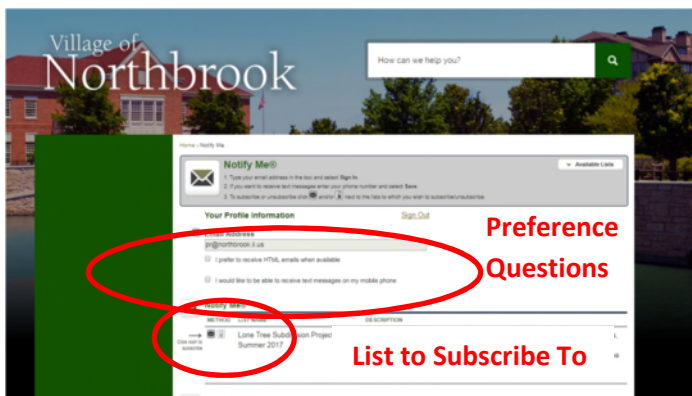 Village of
Northbrook
How can we help you?
Home › Notify Me
Notify Me®
Available Lists
1. Type your email address in the box and select Sign In.
2. If you want to receive text messages enter your phone number and select Save.
3. To subscribe or unsubscribe click and/or next to the lists to which you wish to subscribe/unsubscribe.
Your Profile Information
Sign Out
Preference
Questions
Email Address
pr@northbrook.il.us
I prefer to receive HTML emails when available
I would like to be able to receive text messages on my mobile phone
Notify Me®
METHOD LIST NAME DESCRIPTION
Click icon to
subscribe
Lone Tree Subdivision Project
Summer 2017
List to Subscribe To